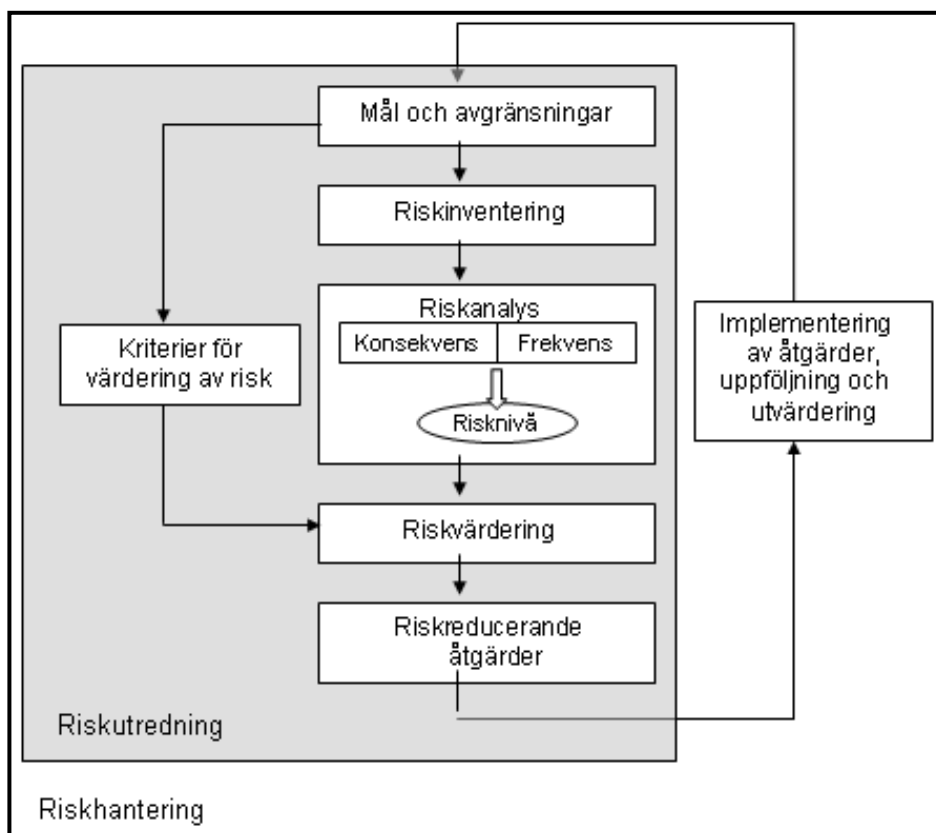 Mål och avgränsningar
Riskinventering
Riskanalys
Konsekvens Frekvens
Risknivå
Kriterier för
värdering av risk
Implementering
av åtgärder,
uppföljning och
utvärdering
Riskvärdering
Riskreducerande
åtgärder
Riskutredning
Riskhantering